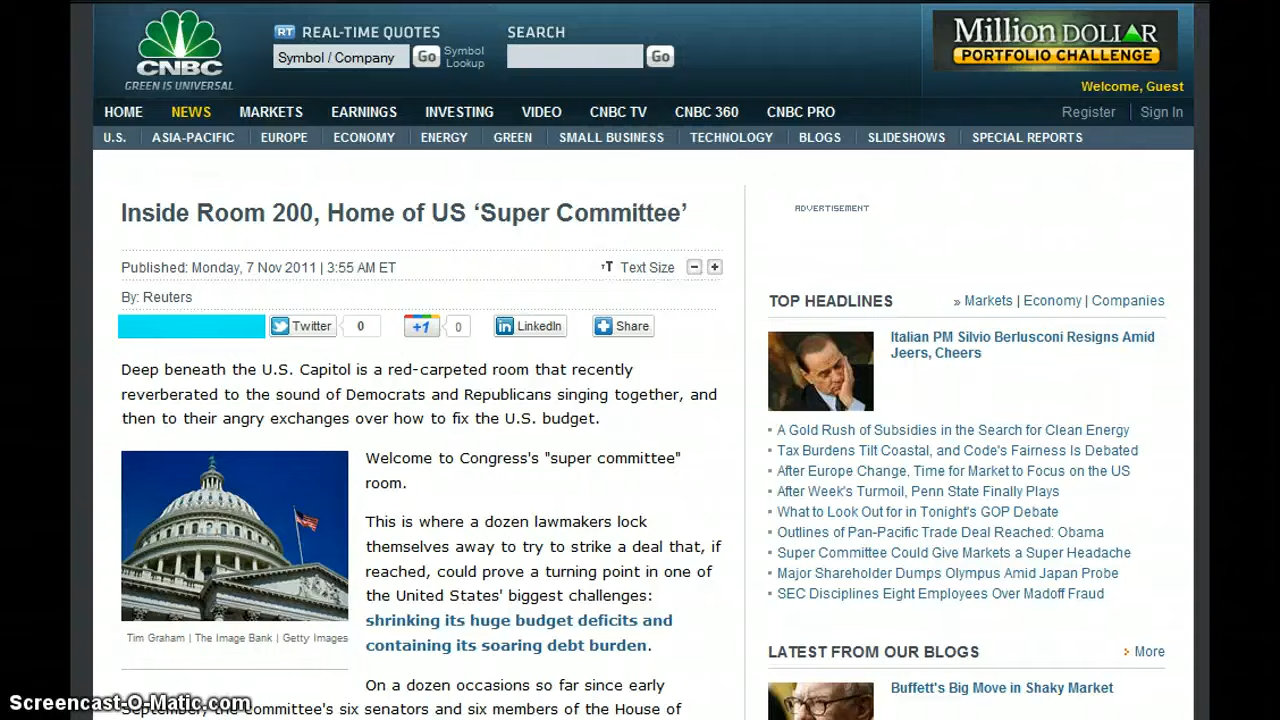 CNBC
GREEN IS UNIVERSAL
RT REAL-TIME QUOTES
Symbol / Company Go Symbol Lookup
SEARCH
Go
Million DOLLAR
PORTFOLIO CHALLENGE
Welcome, Guest
HOME NEWS MARKETS EARNINGS INVESTING VIDEO CNBC TV CNBC 360 CNBC PRO
Register Sign In
U.S. ASIA-PACIFIC EUROPE ECONOMY ENERGY GREEN SMALL BUSINESS TECHNOLOGY BLOGS SLIDESHOWS SPECIAL REPORTS
Inside Room 200, Home of US ‘Super Committee’
Published: Monday, 7 Nov 2011 | 3:55 AM ET
TT Text Size − +
By: Reuters
Twitter 0 +1 0 LinkedIn Share
Deep beneath the U.S. Capitol is a red-carpeted room that recently
reverberated to the sound of Democrats and Republicans singing together, and
then to their angry exchanges over how to fix the U.S. budget.
Welcome to Congress's "super committee"
room.
This is where a dozen lawmakers lock
themselves away to try to strike a deal that, if
reached, could prove a turning point in one of
the United States' biggest challenges:
shrinking its huge budget deficits and
containing its soaring debt burden.
Tim Graham | The Image Bank | Getty Images
On a dozen occasions so far since early
September, the committee's six senators and six members of the House of
ADVERTISEMENT
TOP HEADLINES
» Markets | Economy | Companies
Italian PM Silvio Berlusconi Resigns Amid
Jeers, Cheers
A Gold Rush of Subsidies in the Search for Clean Energy
Tax Burdens Tilt Coastal, and Code's Fairness Is Debated
After Europe Change, Time for Market to Focus on the US
After Week's Turmoil, Penn State Finally Plays
What to Look Out for in Tonight's GOP Debate
Outlines of Pan-Pacific Trade Deal Reached: Obama
Super Committee Could Give Markets a Super Headache
Major Shareholder Dumps Olympus Amid Japan Probe
SEC Disciplines Eight Employees Over Madoff Fraud
LATEST FROM OUR BLOGS
More
Buffett's Big Move in Shaky Market
Screencast-O-Matic.com